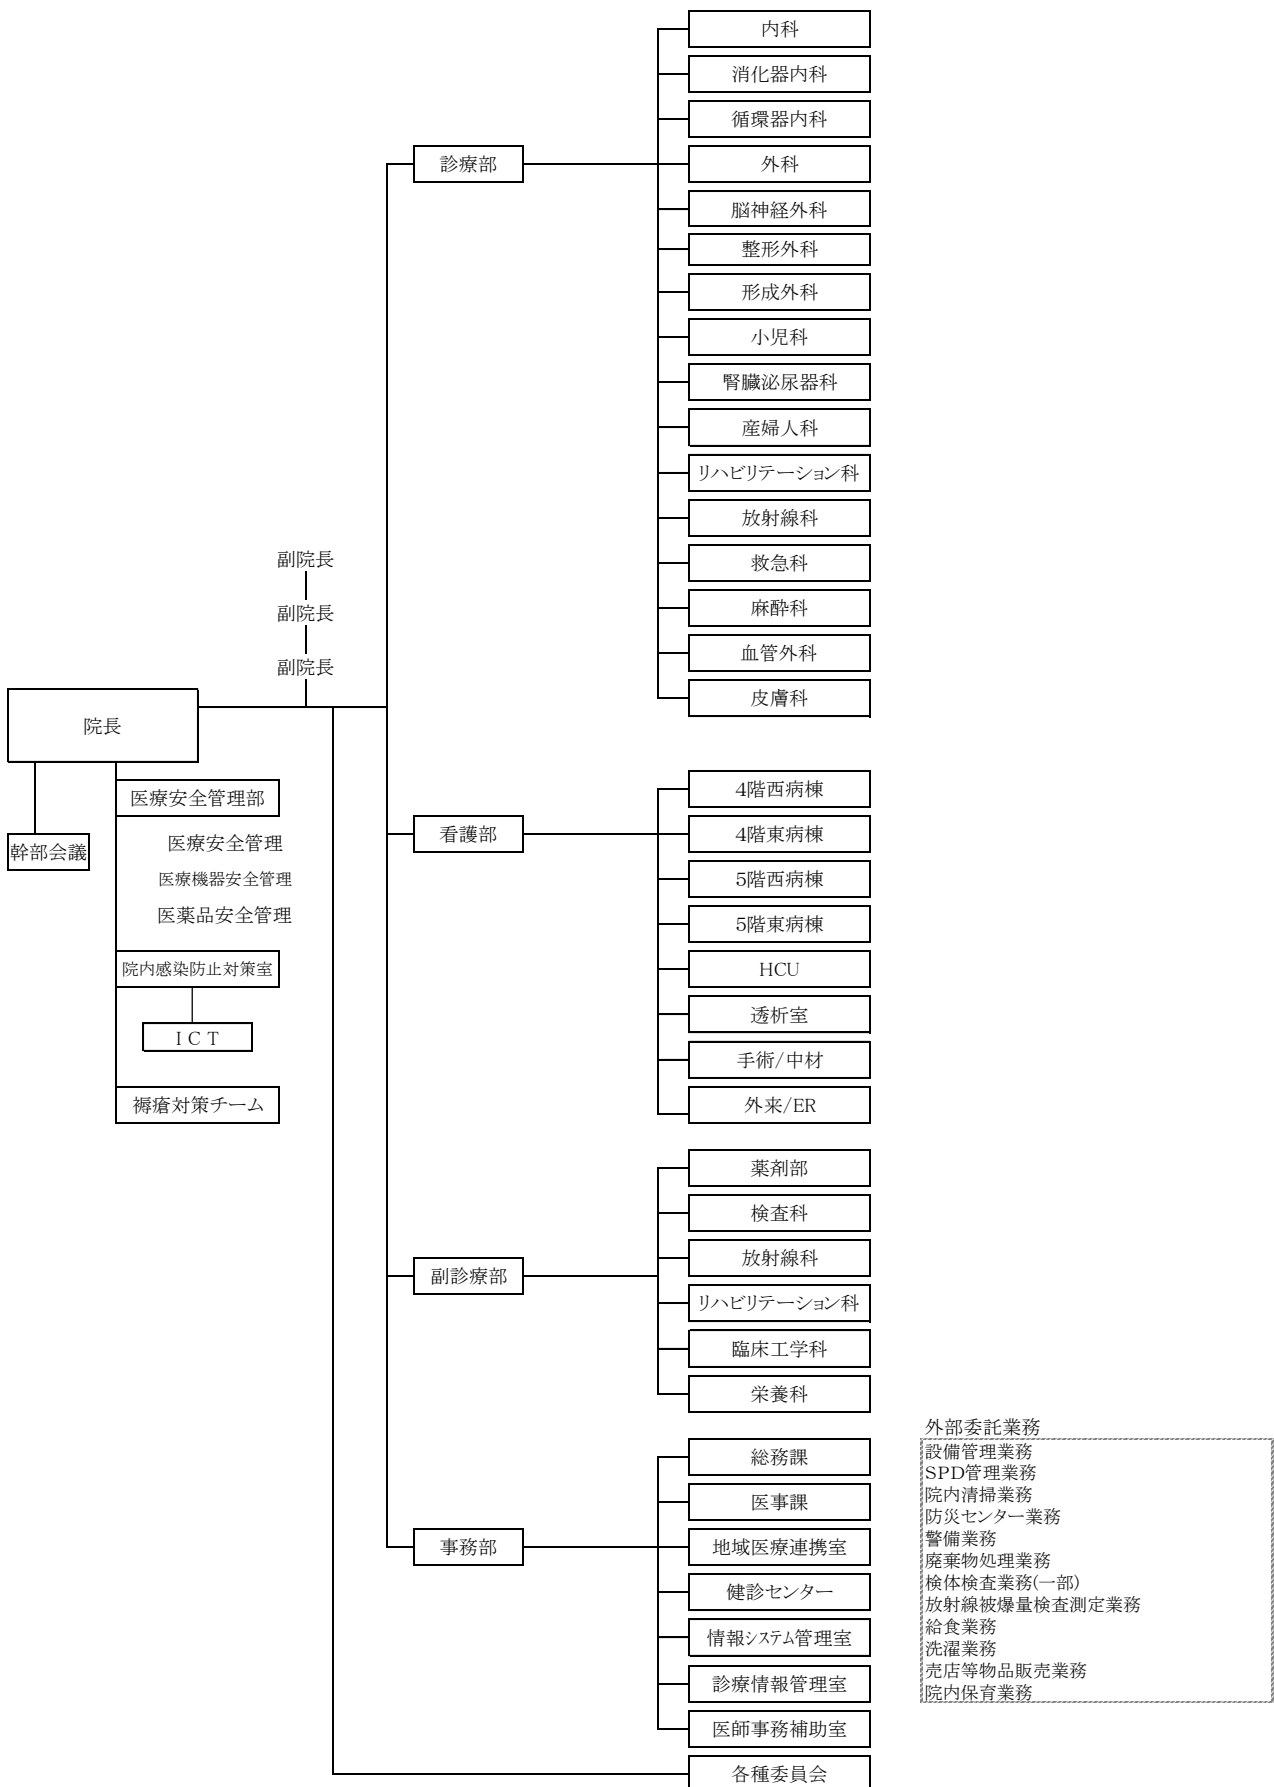 内科
消化器内科
循環器内科
診療部
外科
脳神経外科
整形外科
形成外科
小児科
腎臓泌尿器科
産婦人科
リハビリテーション科
放射線科
救急科
麻酔科
血管外科
皮膚科
副院長
副院長
副院長
院長
幹部会議
医療安全管理部
医療安全管理
医療機器安全管理
医薬品安全管理
院内感染防止対策室
ICT
褥瘡対策チーム
看護部
4階西病棟
4階東病棟
5階西病棟
5階東病棟
HCU
透析室
手術/中材
外来/ER
副診療部
薬剤部
検査科
放射線科
リハビリテーション科
臨床工学科
栄養科
事務部
総務課
医事課
地域医療連携室
健診センター
情報システム管理室
診療情報管理室
医師事務補助室
各種委員会
外部委託業務
設備管理業務
SPD管理業務
院内清掃業務
防災センター業務
警備業務
廃棄物処理業務
検体検査業務(一部)
放射線被爆量検査測定業務
給食業務
洗濯業務
売店等物品販売業務
院内保育業務